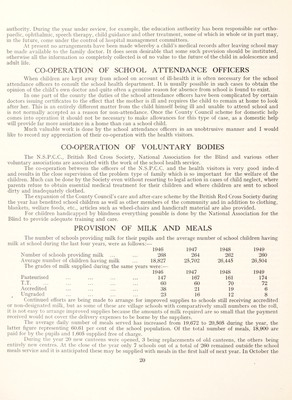 authority. During the year under review, for example, the education authority has been responsible for ortho-
paedic, ophthalmic, speech therapy, child guidance and other treatment, some of which in whole or in part may,
in the future, come under the control of hospital management committees.
At present no arrangements have been made whereby a child's medical records after leaving school may
be made available to the family doctor. It does seem desirable that some such provision should be instituted,
otherwise all the information so completely collected is of no value to the future of the child in adolescence and
adult life.
CO-OPERATION OF SCHOOL ATTENDANCE OFFICERS
When children are kept away from school on account of ill-health it is often necessary for the school
attendance officers to consult the school health department. It is usually possible in such cases to obtain the
opinion of the child's own doctor and quite often a genuine reason for absence from school is found to exist.
In one part of the county the duties of the school attendance officers have been complicated by certain
doctors issuing certificates to the effect that the mother is ill and requires the child to remain at home to look
after her. This is an entirely different matter from the child himself being ill and unable to attend school and
is not normally accepted as a reason for non-attendance. Once the County Council scheme for domestic help
comes into operation it should not be necessary to make allowances for this type of case, as a domestic help
will provide far more assistance in a home than can a school child.
Much valuable work is done by the school attendance officers in an unobtrusive manner and I would
like to record my appreciation of their co-operation with the health visitors.
CO-OPERATION OF VOLUNTARY BODIES
The N.S.P.C.C., British Red Cross Society, National Association for the Blind and various other
voluntary associations are associated with the work of the school health service.
The co-operation between the officers of the N.S.P.C.C. and the health visitors is very good indeed
and results in the close supervision of the problem type of family which is so important for the welfare of the
children. Much can be done by the Society even without resorting to legal action in cases of child neglect, where
parents refuse to obtain essential medical treatment for their children and where children are sent to school
dirty and inadequately clothed.
The operation of the County Council's care and after-care scheme by the British Red Cross Society during
the year has benefited school children as well as other members of the community and in addition to clothing,
blankets, welfare foods, etc., articles such as wheel-chairs and handicraft material are also provided.
For children handicapped by blindness everything possible is done by the National Association for the
Blind to provide adequate training and care.
PROVISION OF MILK AND MEALS
The number of schools providing milk for their pupils and the average number of school children having
milk at school during the last four years, were as follows:—
1946 1947 1948 1949
Number of schools providing milk ... 269 264 262 260
Average number of children having milk 18,827 23,702 26,445 28,804
The grades of milk supplied during the same years were:—
1946 1947 1948 1949
Pasteurised ... 147 167 161 174
T.T. ... 60 60 70 72
Accredited ... 38 21 19 6
Ungraded ... 23 16 12 8
Continued efforts are being made to arrange for improved supplies to schools still receiving accredited
or non-designated milk, but as some of these are village schools with comparatively small numbers on the roll,
it is not easy to arrange improved supplies because the amounts of milk required are so small that the payment
received would not cover the delivery expenses to be borne by the suppliers.
The average daily number of meals served has increased from 19,672 to 20,508 during the year, the
latter figure representing 60.61 per cent of the school population. Of the total number of meals, 18,900 are
paid for by the pupils and 1,608 supplied free of charge.
During the year 20 new canteens were opened, 3 being replacements of old canteens, the others being
entirely new centres. At the close of the year only 7 schools out of a total of 260 remained outside the school
meals service and it is anticipated these may be supplied with meals in the first half of next year. In October the
20